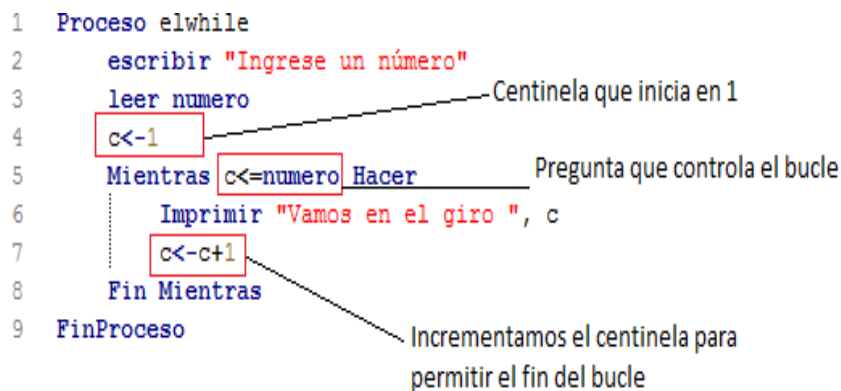 1 Proceso elwhile
2 escribir "Ingrese un número"
3 leer numero
Centinela que inicia en 1
4 c<-1
5 Mientras c<=numero Hacer
Pregunta que controla el bucle
6 Imprimir "Vamos en el giro ", c
7 c<-c+1
8 Fin Mientras
9 FinProceso
Incrementamos el centinela para
permitir el fin del bucle